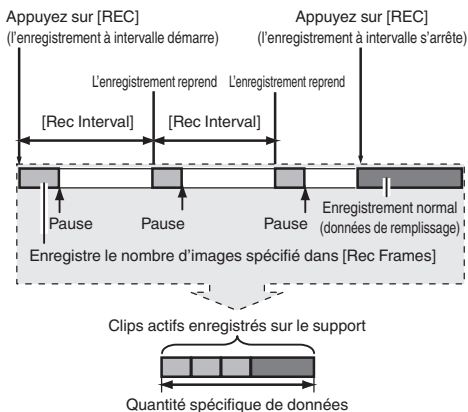 Appuyez sur [REC]
(l’enregistrement à intervalle démarre)
Appuyez sur [REC]
(l’enregistrement à intervalle s’arrête)
L’enregistrement reprend
L’enregistrement reprend
[Rec Interval]
[Rec Interval]
Pause
Pause
Pause
Enregistrement normal
(données de remplissage)
Enregistre le nombre d’images spécifié dans [Rec Frames]
Clips actifs enregistrés sur le support
Quantité spécifique de données